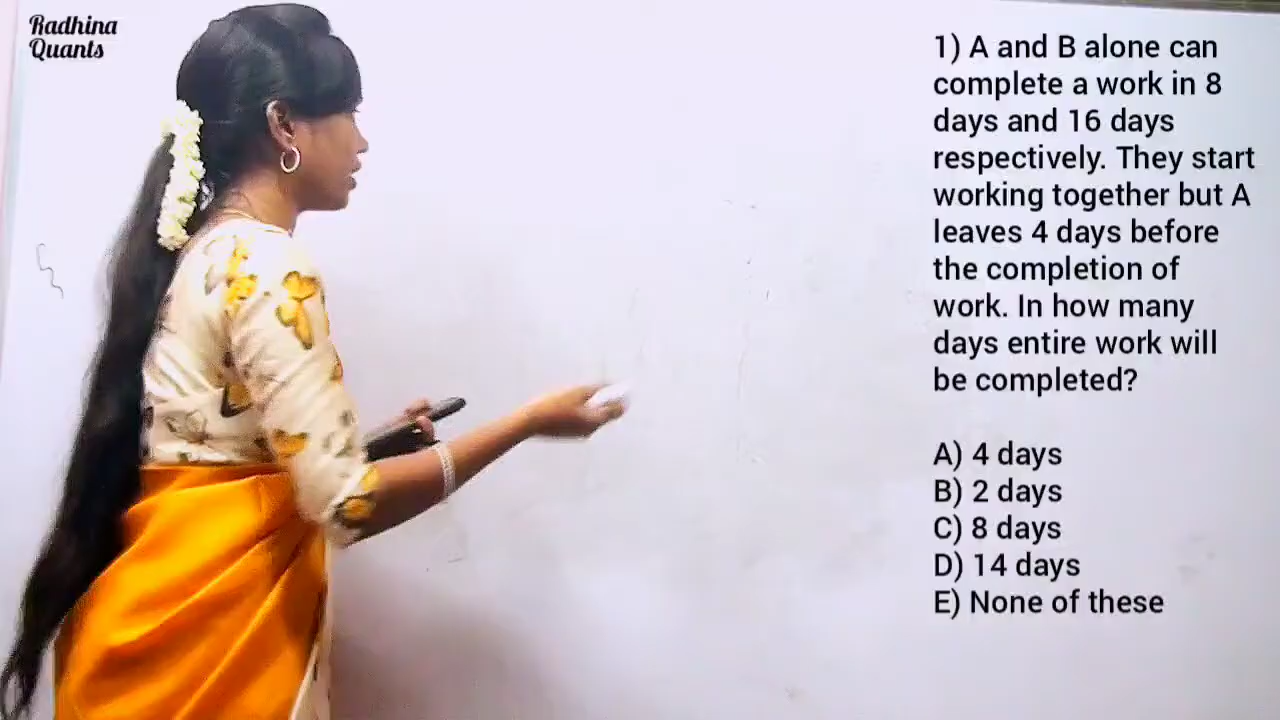 Radhina
Quants
1) A and B alone can
complete a work in 8
days and 16 days
respectively. They start
working together but A
leaves 4 days before
the completion of
work. In how many
days entire work will
be completed?
A) 4 days
B) 2 days
C) 8 days
D) 14 days
E) None of these